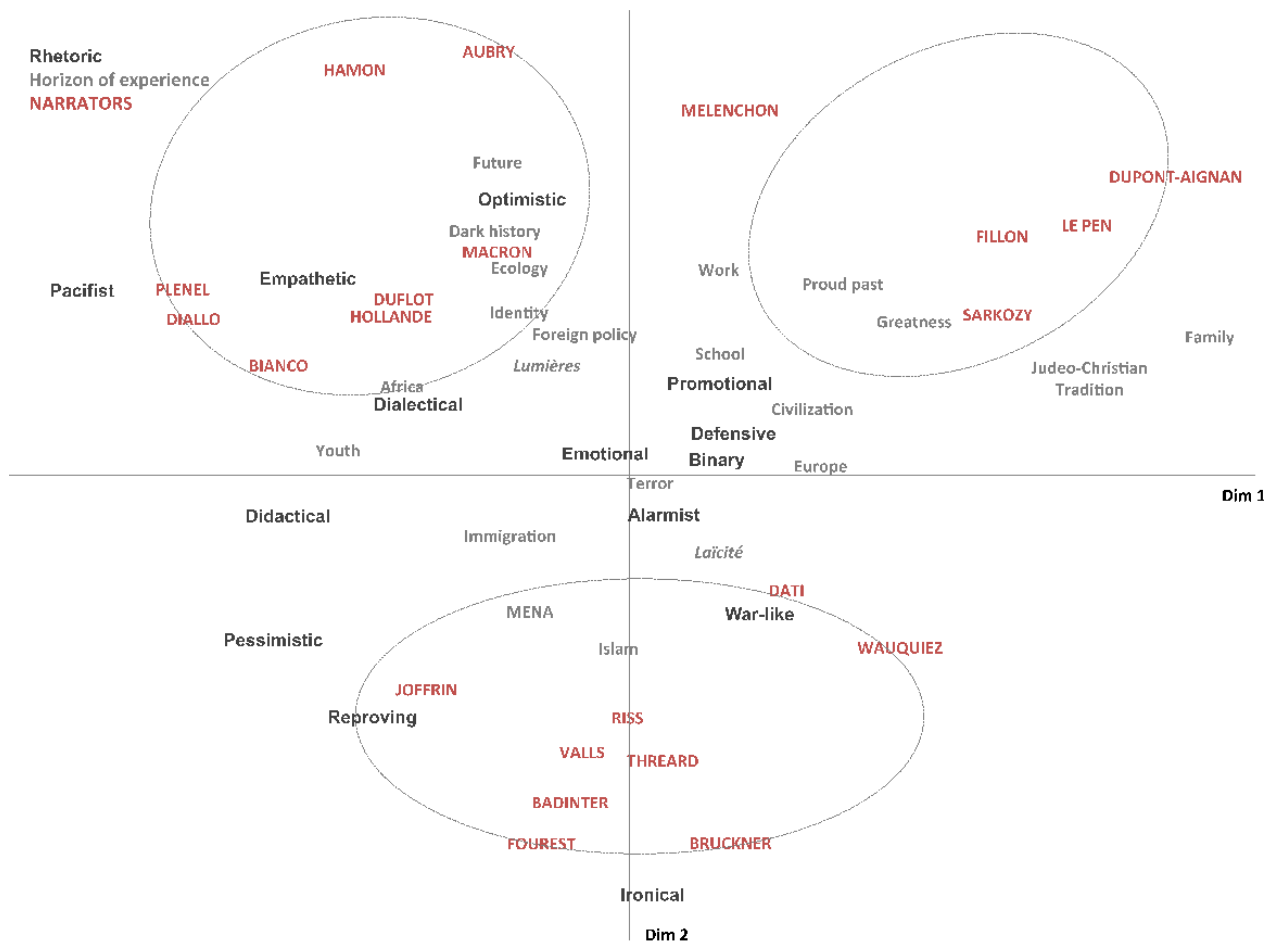 AUBRY
Rhetoric
HAMON
Horizon of experience
NARRATORS
MELENCHON
Future
DUPONT-AIGNAN
Optimistic
LE PEN
Dark history
FILLON
MACRON
Ecology
Work
Empathetic
Proud past
Pacifist
PLENEL
DUFLOT
Identity
HOLLANDE
DIALLO
SARKOZY
Greatness
Foreign policy
Family
School
Lumières
BIANCO
Judeo-Christian
Tradition
Africa
Promotional
Dialectical
Civilization
Defensive
Youth
Emotional
Binary
Europe
Terror
Dim 1
Didactical
Alarmist
Immigration
Laïcité
DATI
MENA
War-like
Pessimistic
Islam
WAUQUIEZ
JOFFRIN
Reproving
RISS
VALLS
THREARD
BADINTER
FOUREST
BRUCKNER
Ironical
Dim 2